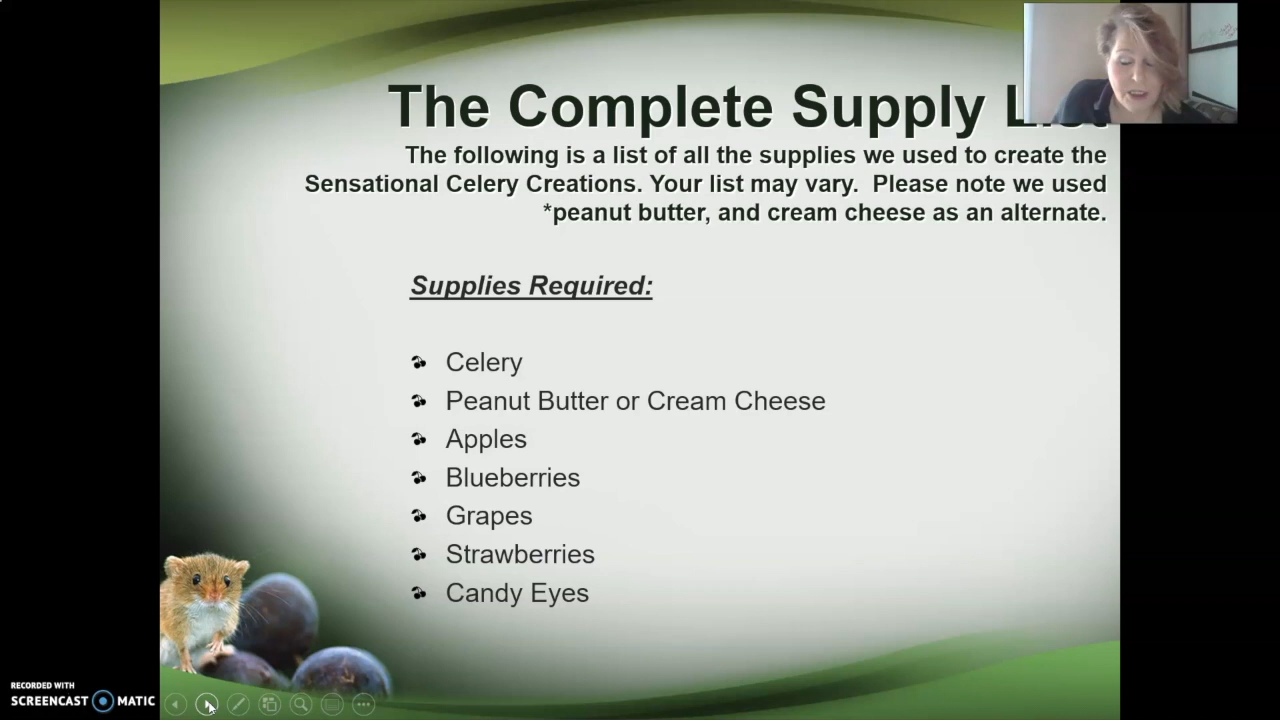 The Complete Supply List
The following is a list of all the supplies we used to create the
Sensational Celery Creations. Your list may vary.  Please note we used
*peanut butter, and cream cheese as an alternate.
Supplies Required:
Celery
Peanut Butter or Cream Cheese
Apples
Blueberries
Grapes
Strawberries
Candy Eyes
RECORDED WITH
SCREENCAST MATIC